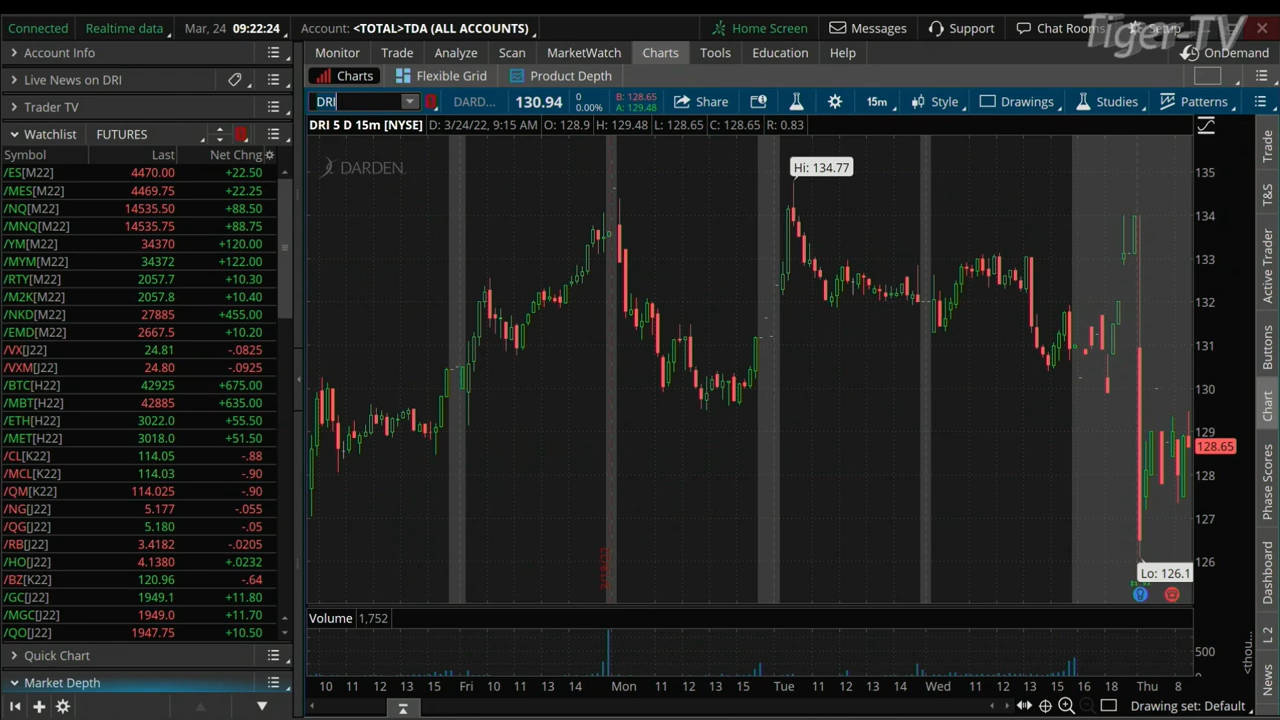 Connected Realtime data Mar, 24 09:22:24 Account: <TOTAL>TDA (ALL ACCOUNTS) Home Screen Messages Support Chat Rooms Setup
Tiger-TV
Account Info Monitor Trade Analyze Scan MarketWatch Charts Tools Education Help OnDemand
Live News on DRI Charts Flexible Grid Product Depth
Trader TV DRI DARD... 130.94 0 0.00% B: 128.65 A: 129.48 Share 15m Style Drawings Studies Patterns
Watchlist FUTURES DRI 5 D 15m [NYSE] D: 3/24/22, 9:15 AM O: 128.9 H: 129.48 L: 128.65 C: 128.65 R: 0.83
Symbol Last Net Chng
/ES[M22] 4470.00 +22.50
/MES[M22] 4469.75 +22.25
/NQ[M22] 14535.50 +88.50
/MNQ[M22] 14535.75 +88.75
/YM[M22] 34370 +120.00
/MYM[M22] 34372 +122.00
/RTY[M22] 2057.7 +10.30
/M2K[M22] 2057.8 +10.40
/NKD[M22] 27885 +455.00
/EMD[M22] 2667.5 +10.20
/VX[J22] 24.81 -.0825
/VXM[J22] 24.80 -.0925
/BTC[H22] 42925 +675.00
/MBT[H22] 42885 +635.00
/ETH[H22] 3022.0 +55.50
/MET[H22] 3018.0 +51.50
/CL[K22] 114.05 -.88
/MCL[K22] 114.03 -.90
/QM[K22] 114.025 -.90
/NG[J22] 5.177 -.055
/QG[J22] 5.180 -.05
/RB[J22] 3.4182 -.0205
/HO[J22] 4.1380 +.0232
/BZ[K22] 120.96 -.64
/GC[J22] 1949.1 +11.80
/MGC[J22] 1949.0 +11.70
/QO[J22] 1947.75 +10.50
Quick Chart
Market Depth
DARDEN
Hi: 134.77
135
134
133
132
131
130
129
128.65
128
127
126
Lo: 126.1
Volume 1,752
500
<thou...
10 11 12 13 14 15 Fri 10 11 12 13 14 Mon 11 12 13 15 Tue 11 12 13 14 Wed 11 12 13 14 15 16 18 Thu 8
Drawing set: Default
Trade
T&S
Active Trader
Buttons
Chart
Phase Scores
Dashboard
L 2
News